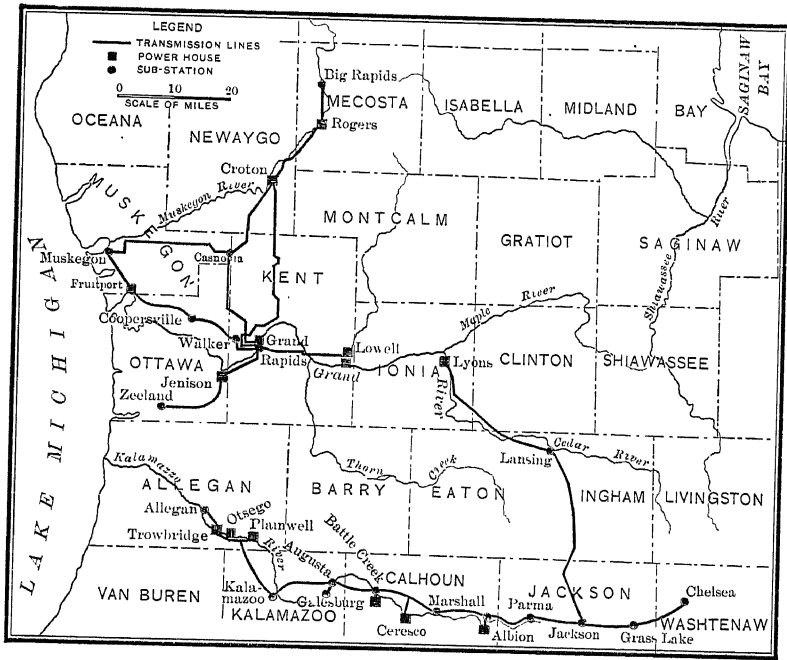 LEGEND
TRANSMISSION LINES
POWER HOUSE
SUB-STATION
0 10 20
SCALE OF MILES
SAGINAW
BAY
Big Rapids
MECOSTA
ISABELLA
MIDLAND
BAY
OCEANA
NEWAYGO
Rogers
Croton
MUSKEGON
Muskegon River
MONTCALM
GRATIOT
SAGINAW
River
Shiawassee
Muskegon
Casnovia
KENT
Fruitport
Coopersville
Maple River
Walker
Grand
Rapids
Lowell
Grand
River
IONIA
Lyons
CLINTON
SHIAWASSEE
OTTAWA
Jenison
Zeeland
LAKE MICHIGAN
Kalamazoo
River
ALLEGAN
Thorn Creek
BARRY
EATON
Lansing
Cedar River
INGHAM
LIVINGSTON
Allegan
Otsego
Trowbridge
Plainwell
Battle Creek
Augusta
VAN BUREN
Kala-
mazoo
KALAMAZOO
Galesburg
CALHOUN
Ceresco
Marshall
Albion
Parma
JACKSON
Jackson
Grass Lake
Chelsea
WASHTENAW